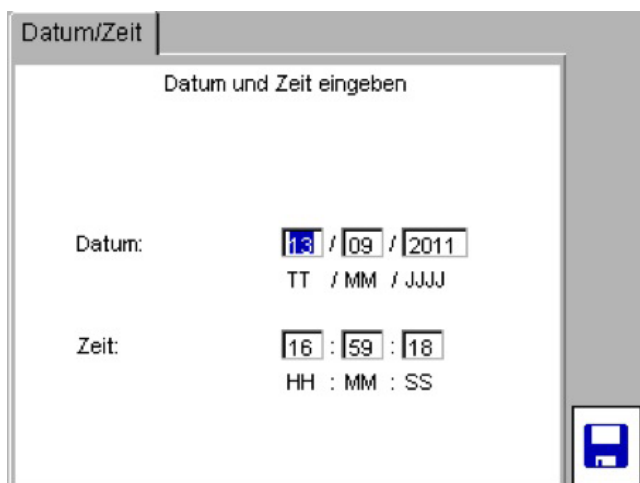 Datum/Zeit
Datum und Zeit eingeben
Datum: 13 / 09 / 2011
TT / MM / JJJJ
Zeit: 16 : 59 : 18
HH : MM : SS